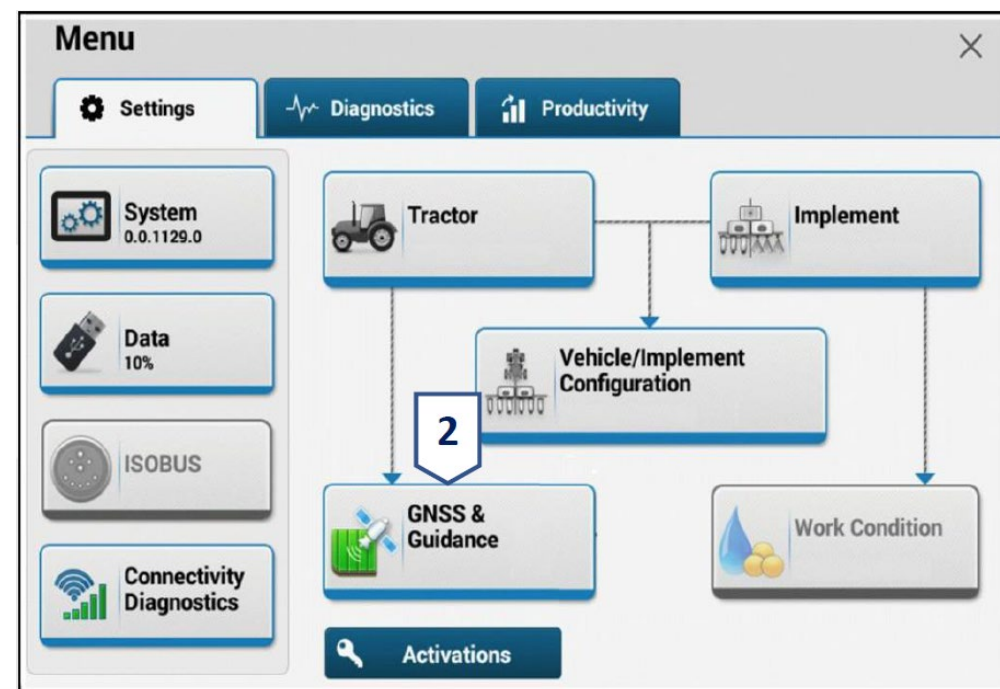 Menu
Settings
Diagnostics
Productivity
System
0.0.1129.0
Data
10%
ISOBUS
Connectivity
Diagnostics
Tractor
Implement
Vehicle/Implement
Configuration
2
GNSS &
Guidance
Work Condition
Activations